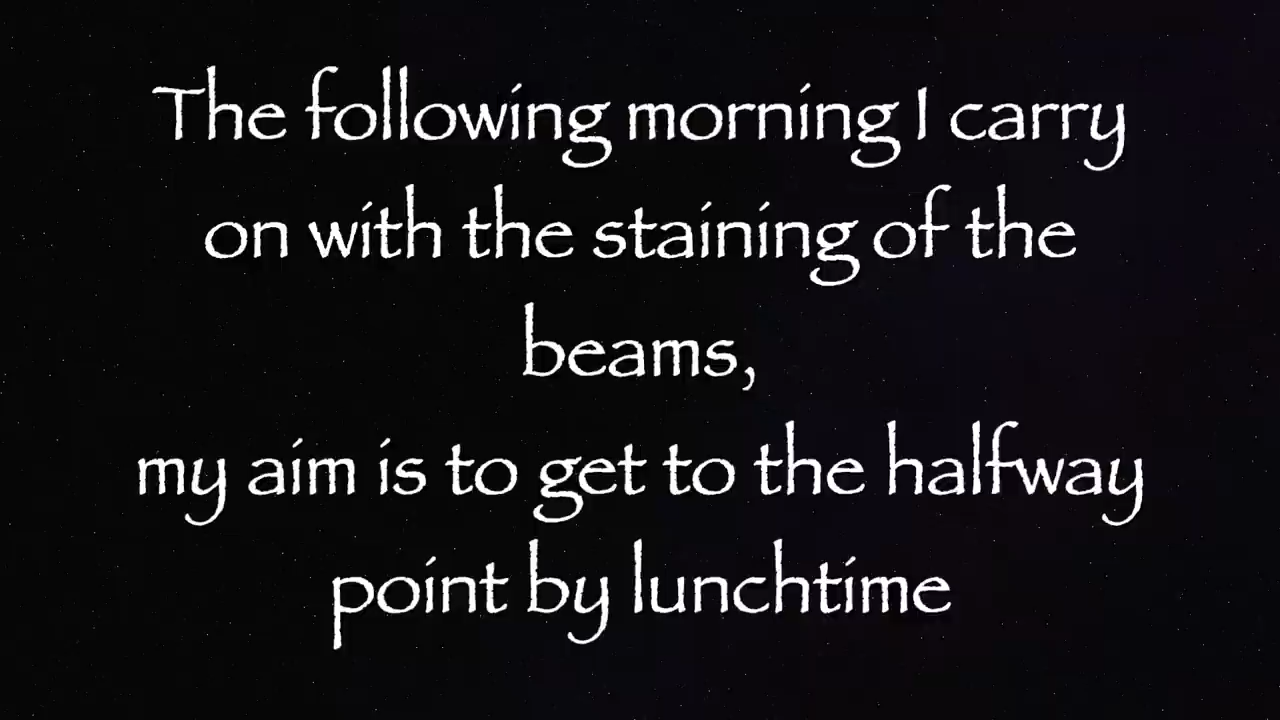 The following morning I carry
on with the staining of the
beams,
my aim is to get to the halfway
point by lunchtime